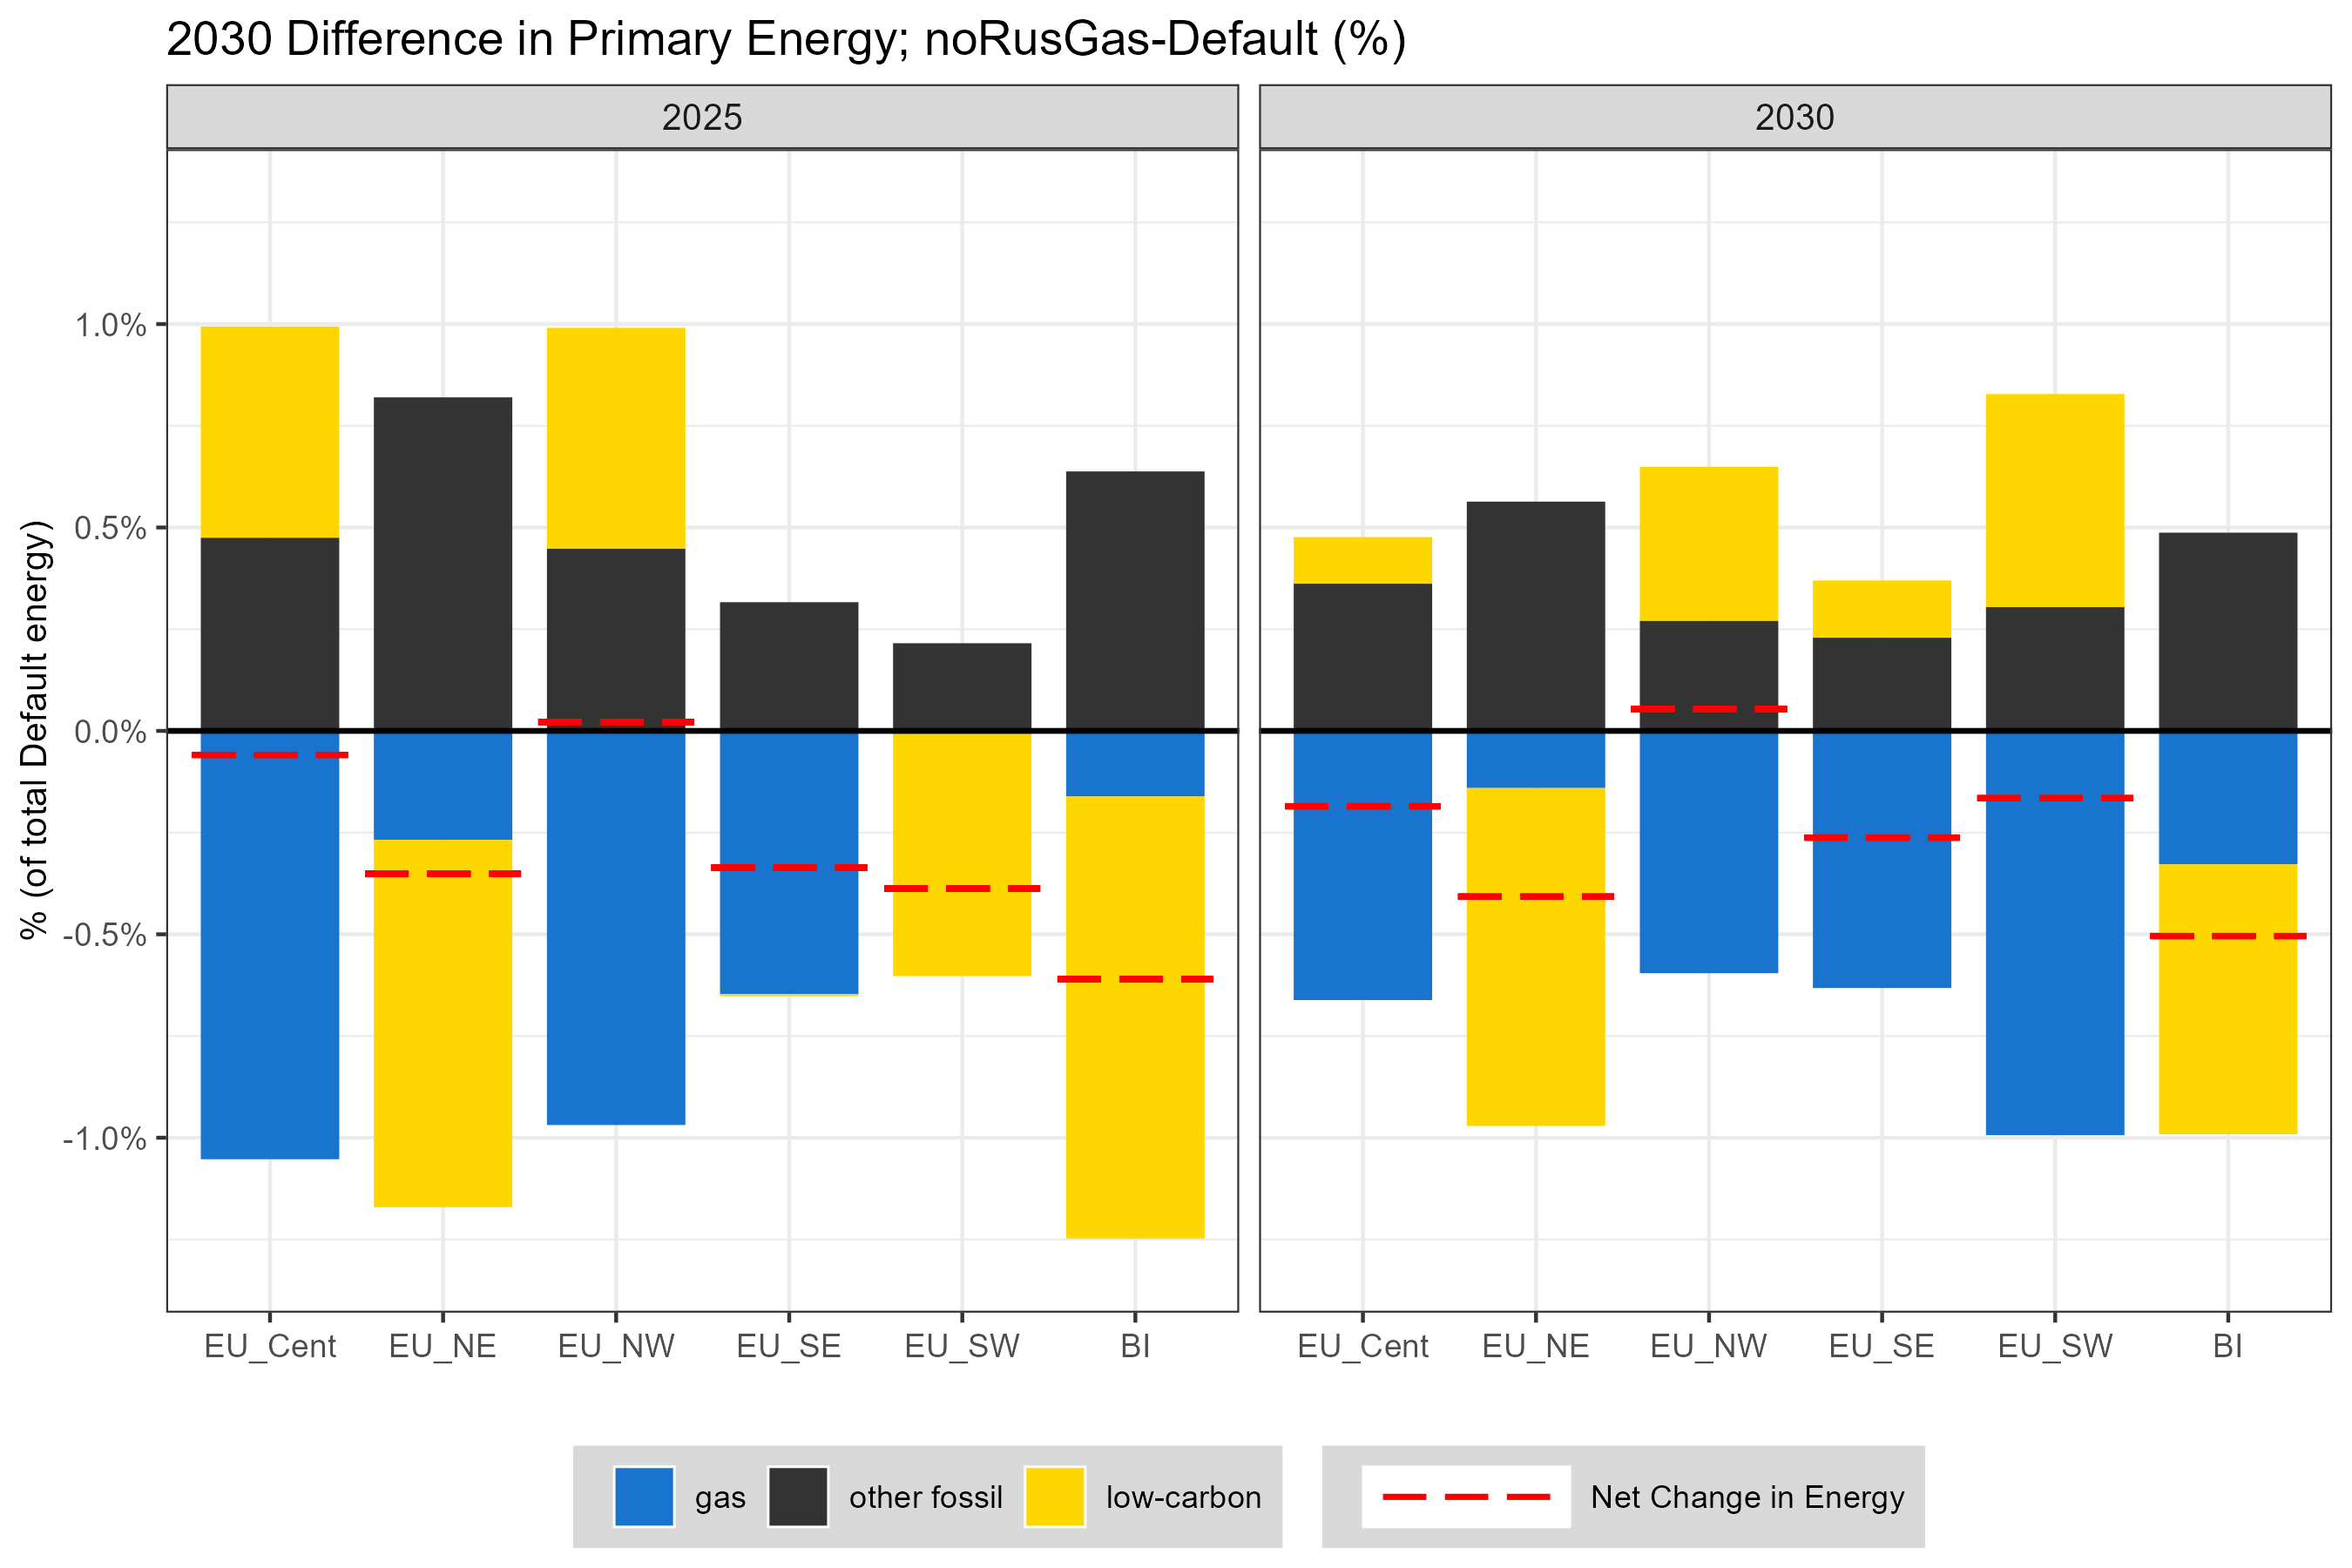 2030 Difference in Primary Energy; noRusGas-Default (%)
2025
2030
% (of total Default energy)
1.0%
0.5%
0.0%
-0.5%
-1.0%
EU_Cent EU_NE EU_NW EU_SE EU_SW BI
EU_Cent EU_NE EU_NW EU_SE EU_SW BI
gas other fossil low-carbon
Net Change in Energy